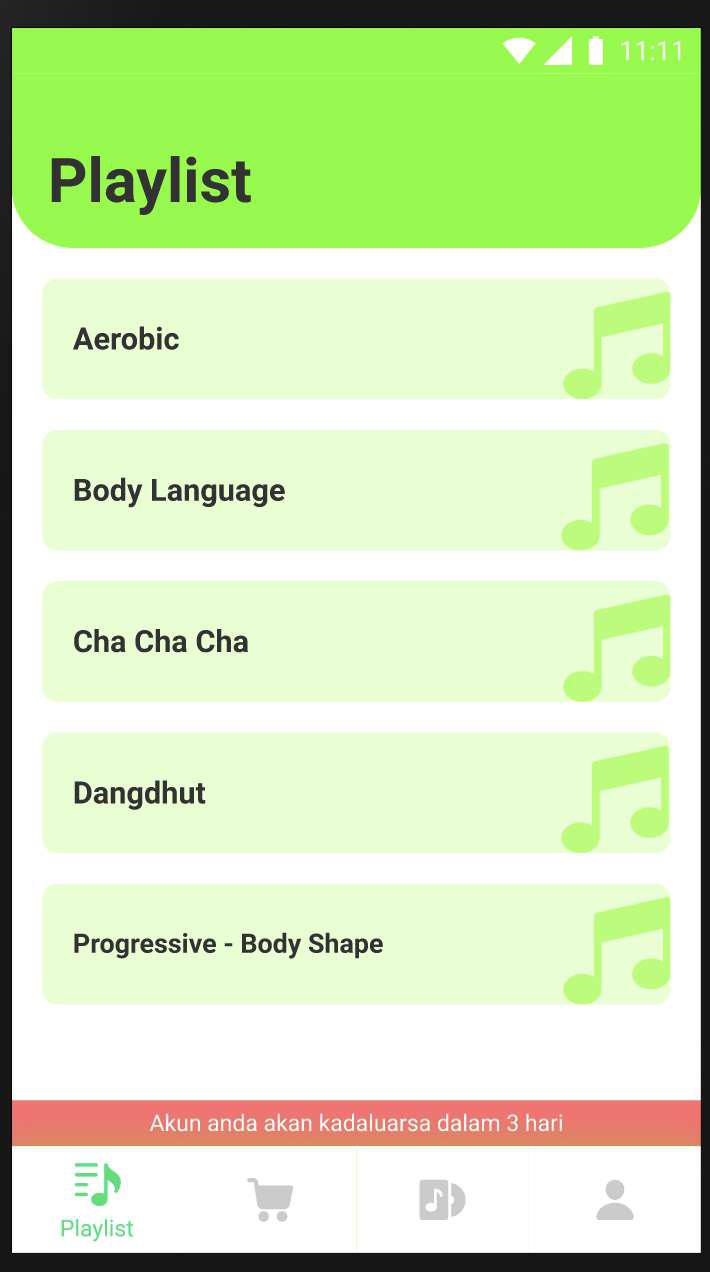 11:11
Playlist
Aerobic
Body Language
Cha Cha Cha
Dangdhut
Progressive - Body Shape
Akun anda akan kadaluarsa dalam 3 hari
Playlist